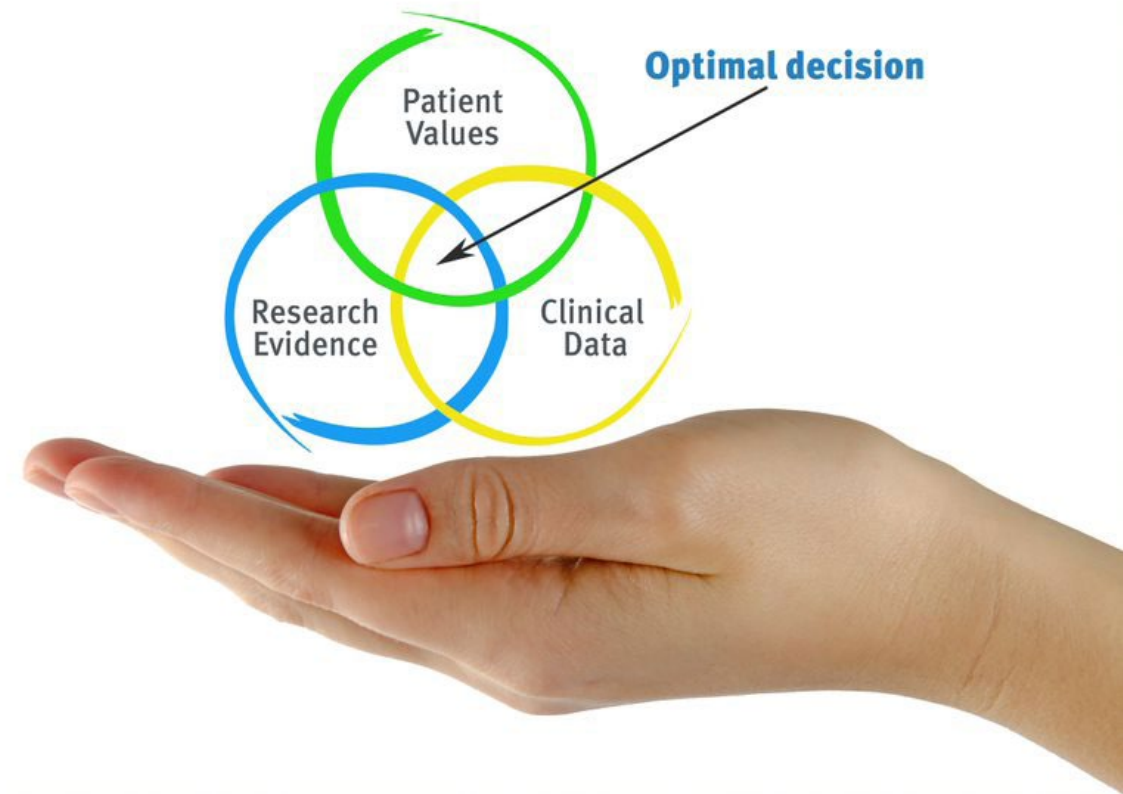 Optimal decision
Patient
Values
Research
Evidence
Clinical
Data